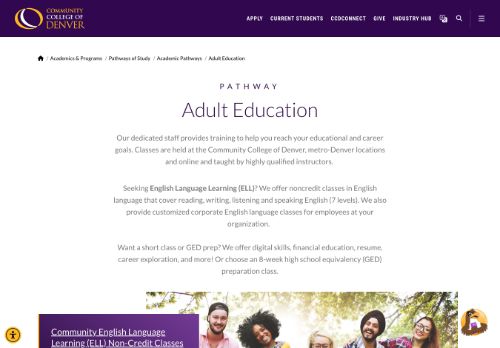 COMMUNITY
COLLEGE OF
DENVER
APPLY CURRENT STUDENTS CCDCONNECT GIVE INDUSTRY HUB
/ Academics & Programs / Pathways of Study / Academic Pathways / Adult Education
PATHWAY
Adult Education
Our dedicated staff provides training to help you reach your educational and career
goals. Classes are held at the Community College of Denver, metro-Denver locations
and online and taught by highly qualified instructors.
Seeking English Language Learning (ELL)? We offer noncredit classes in English
language that cover reading, writing, listening and speaking English (7 levels). We also
provide customized corporate English language classes for employees at your
organization.
Want a short class or GED prep? We offer digital skills, financial education, resume,
career exploration, and more! Or choose an 8-week high school equivalency (GED)
preparation class.
Community English Language
Learning (ELL) Non-Credit Classes